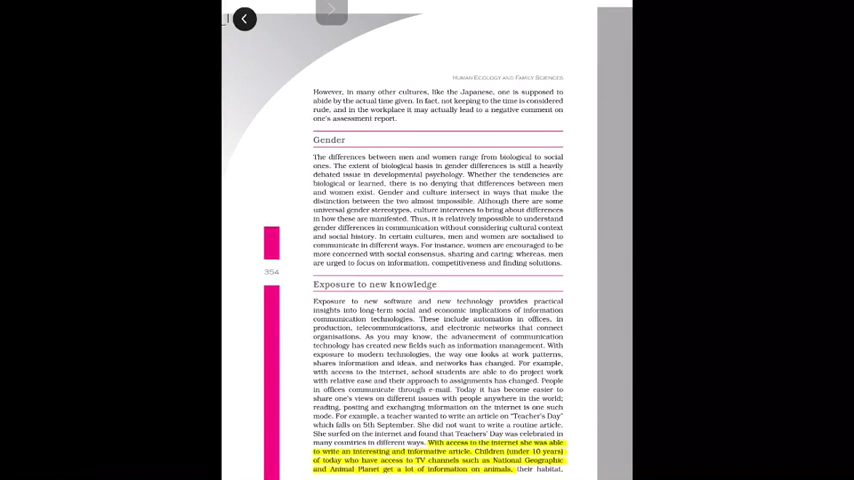 HUMAN ECOLOGY AND FAMILY SCIENCES
However, in many other cultures, like the Japanese, one is supposed to
abide by the actual time given. In fact, not keeping to the time is considered
rude, and in the workplace it may actually lead to a negative comment on
one's assessment report.
Gender
The differences between men and women range from biological to social
ones. The extent of biological basis in gender differences is still a heavily
debated issue in developmental psychology. Whether the tendencies are
biological or learned, there is no denying that differences between men
and women exist. Gender and culture intersect in ways that make the
distinction between the two almost impossible. Although there are some
universal gender stereotypes, culture intervenes to bring about differences
in how these are manifested. Thus, it is relatively impossible to understand
gender differences in communication without considering cultural context
and social history. In certain cultures, men and women are socialised to
communicate in different ways. For instance, women are encouraged to be
more concerned with social consensus, sharing and caring; whereas, men
are urged to focus on information, competitiveness and finding solutions.
354
Exposure to new knowledge
Exposure to new software and new technology provides practical
insights into long-term social and economic implications of information
communication technologies. These include automation in offices, in
production, telecommunications, and electronic networks that connect
organisations. As you may know, the advancement of communication
technology has created new fields such as information management. With
exposure to modern technologies, the way one looks at work patterns,
shares information and ideas, and networks has changed. For example,
with access to the internet, school students are able to do project work
with relative ease and their approach to assignments has changed. People
in offices communicate through e-mail. Today it has become easier to
share one's views on different issues with people anywhere in the world;
reading, posting and exchanging information on the internet is one such
mode. For example, a teacher wanted to write an article on "Teacher's Day"
which falls on 5th September. She did not want to write a routine article.
She surfed on the internet and found that Teachers' Day was celebrated in
many countries in different ways. With access to the internet she was able
to write an interesting and informative article. Children (under 10 years)
of today who have access to TV channels such as National Geographic
and Animal Planet get a lot of information on animals, their habitat,